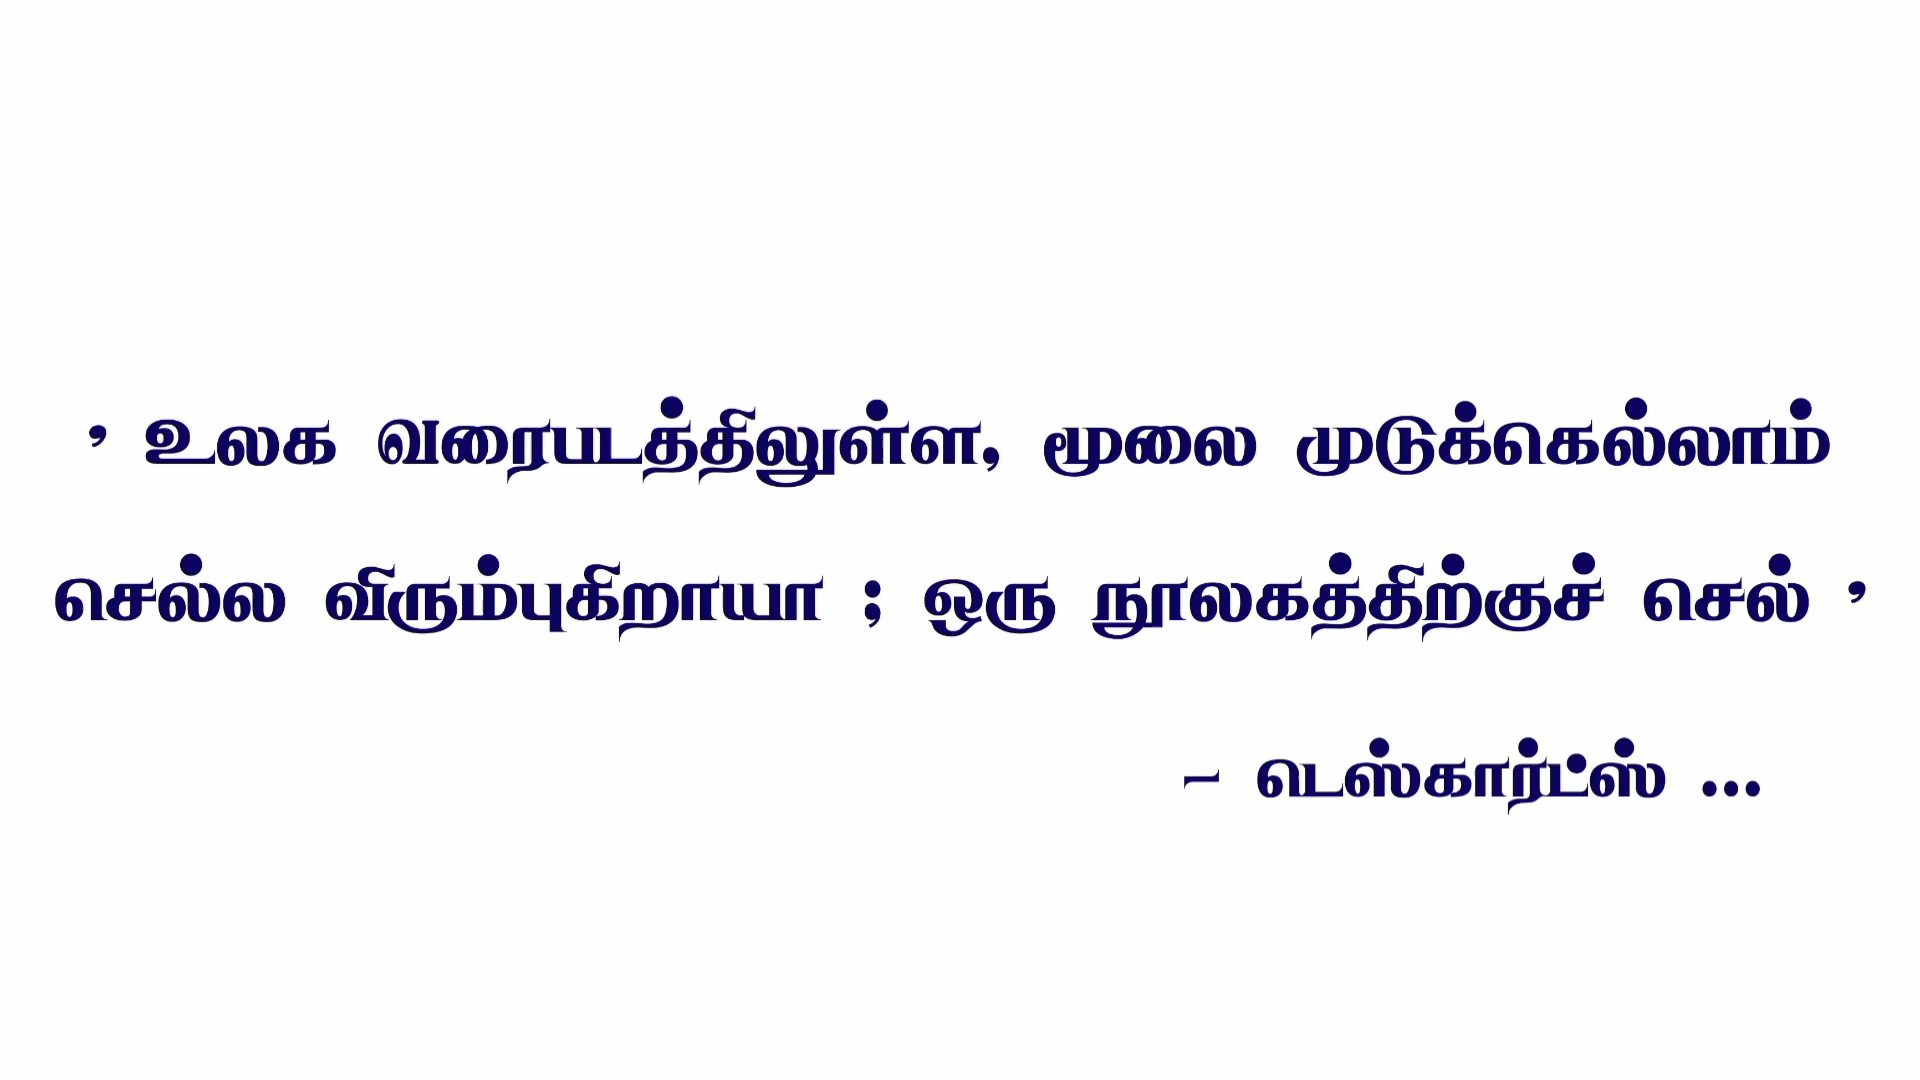 ' உலக வரைபடத்திலுள்ள, மூலை முடுக்கெல்லாம்
செல்ல விரும்புகிறாயா ; ஒரு நூலகத்திற்குச் செல் '
- டெஸ்கார்ட்ஸ் ...